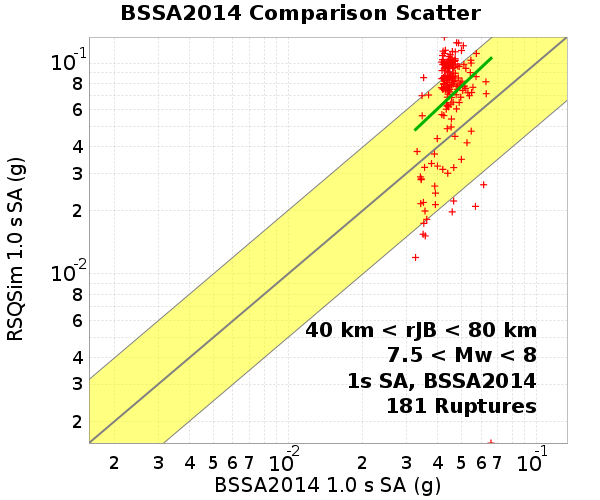 BSSA2014 Comparison Scatter
RSQSim 1.0 s SA (g)
10-1
8
6
4
3
2
10-2
8
6
4
3
2
40 km < rJB < 80 km
7.5 < Mw < 8
1s SA, BSSA2014
181 Ruptures
2 3 4 5 6 7 10-2 2 3 4 5 6 7 10-1
BSSA2014 1.0 s SA (g)